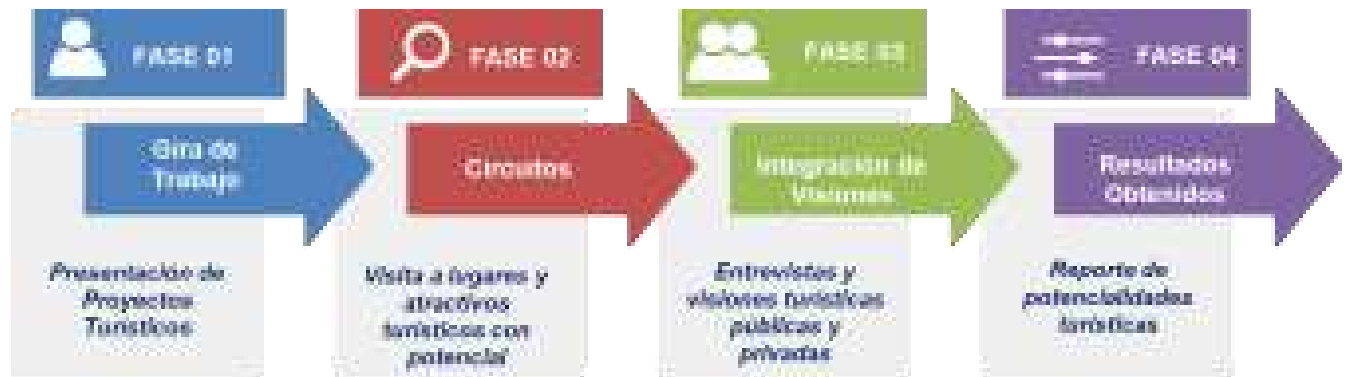 FASE 01
Gira de
Trabajo
Presentación de
Proyectos
Turísticos
FASE 02
Circuitos
Visita a lugares y
atractivos
turísticos con
potencial
FASE 03
Integración de
Visiones
Entrevistas y
visiones turísticas
públicas y
privadas
FASE 04
Resultados
Obtenidos
Reporte de
potencialidades
turísticas